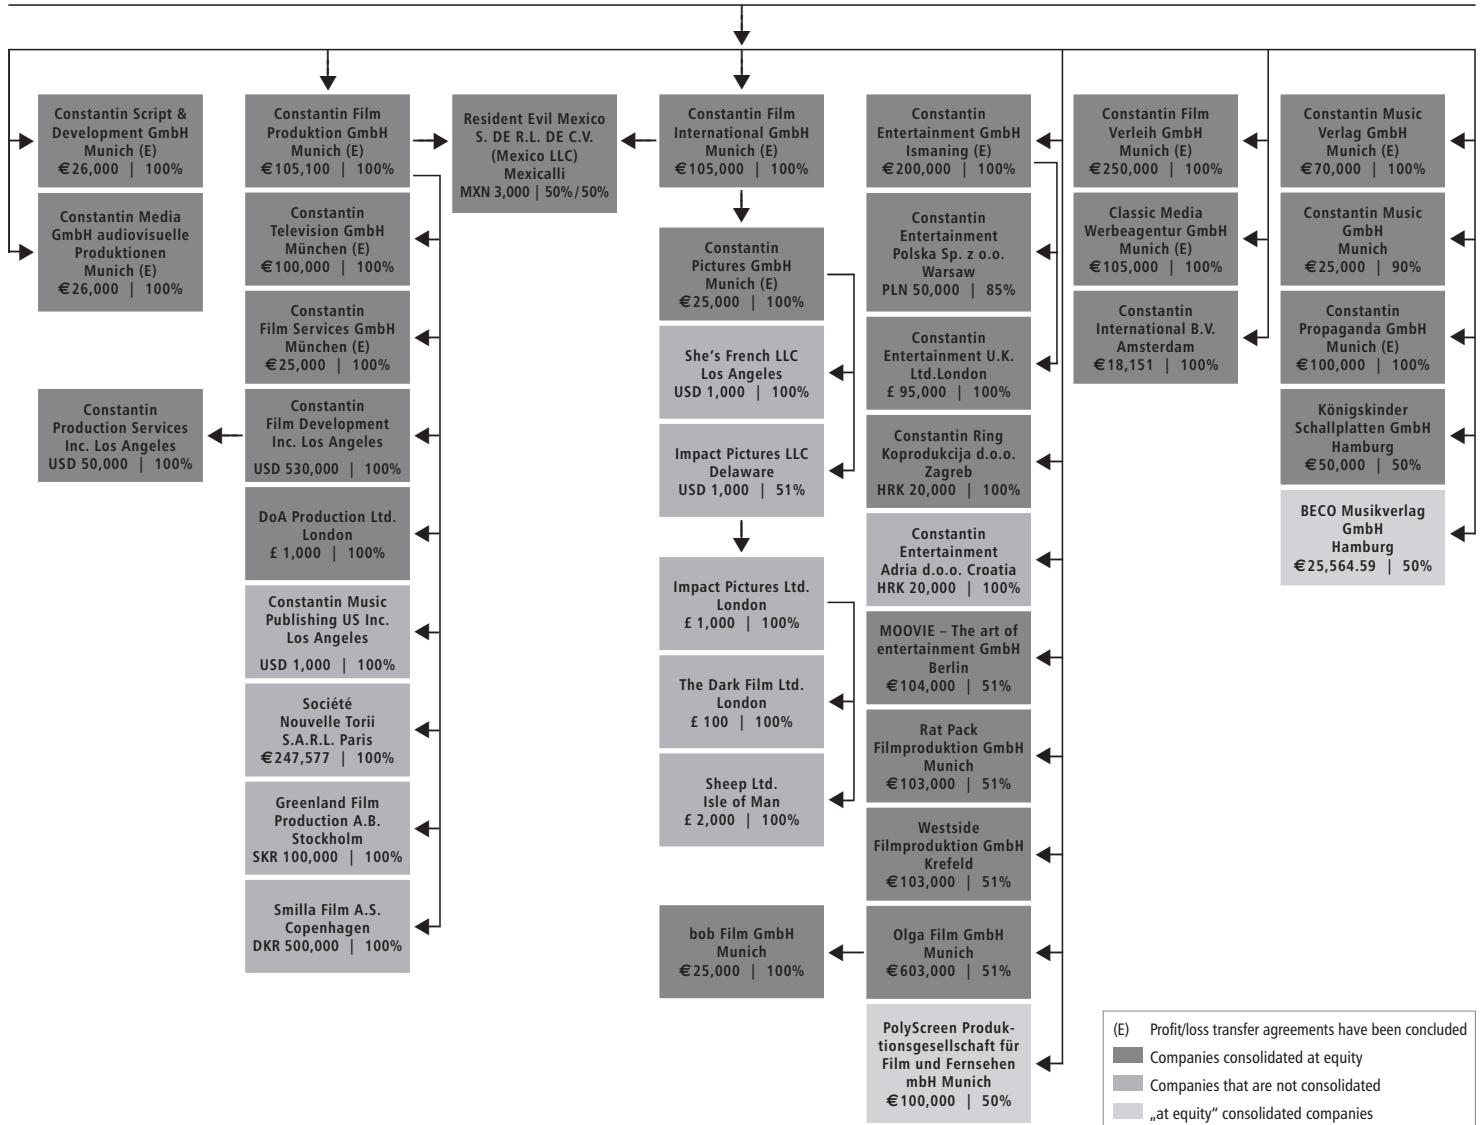 Constantin Script &
Development GmbH
Munich (E)
€26,000 | 100%
Constantin Media
GmbH audiovisuelle
Produktionen
Munich (E)
€26,000 | 100%
Constantin
Production Services
Inc. Los Angeles
USD 50,000 | 100%
Constantin Film
Produktion GmbH
Munich (E)
€105,100 | 100%
Constantin
Television GmbH
München (E)
€100,000 | 100%
Constantin
Film Services GmbH
München (E)
€25,000 | 100%
Constantin
Film Development
Inc. Los Angeles
USD 530,000 | 100%
DoA Production Ltd.
London
£ 1,000 | 100%
Constantin Music
Publishing US Inc.
Los Angeles
USD 1,000 | 100%
Société
Nouvelle Torii
S.A.R.L. Paris
€247,577 | 100%
Greenland Film
Production A.B.
Stockholm
SKR 100,000 | 100%
Smilla Film A.S.
Copenhagen
DKR 500,000 | 100%
Resident Evil Mexico
S. DE R.L. DE C.V.
(Mexico LLC)
Mexicalli
MXN 3,000 | 50%/50%
Constantin Film
International GmbH
Munich (E)
€105,000 | 100%
Constantin
Pictures GmbH
Munich (E)
€25,000 | 100%
She's French LLC
Los Angeles
USD 1,000 | 100%
Impact Pictures LLC
Delaware
USD 1,000 | 51%
Impact Pictures Ltd.
London
£ 1,000 | 100%
The Dark Film Ltd.
London
£ 100 | 100%
Sheep Ltd.
Isle of Man
£ 2,000 | 100%
bob Film GmbH
Munich
€25,000 | 100%
Constantin
Entertainment GmbH
Ismaning (E)
€200,000 | 100%
Constantin
Entertainment
Polska Sp. z o.o.
Warsaw
PLN 50,000 | 85%
Constantin
Entertainment U.K.
Ltd.London
£ 95,000 | 100%
Constantin Ring
Koprodukcija d.o.o.
Zagreb
HRK 20,000 | 100%
Constantin
Entertainment
Adria d.o.o. Croatia
HRK 20,000 | 100%
MOOVIE – The art of
entertainment GmbH
Berlin
€104,000 | 51%
Rat Pack
Filmproduktion GmbH
Munich
€103,000 | 51%
Westside
Filmproduktion GmbH
Krefeld
€103,000 | 51%
Olga Film GmbH
Munich
€603,000 | 51%
PolyScreen Produk-
tionsgesellschaft für
Film und Fernsehen
mbH Munich
€100,000 | 50%
Constantin Film
Verleih GmbH
Munich (E)
€250,000 | 100%
Classic Media
Werbeagentur GmbH
Munich (E)
€105,000 | 100%
Constantin
International B.V.
Amsterdam
€18,151 | 100%
Constantin Music
Verlag GmbH
Munich (E)
€70,000 | 100%
Constantin Music
GmbH
Munich
€25,000 | 90%
Constantin
Propaganda GmbH
Munich (E)
€100,000 | 100%
Königskinder
Schallplatten GmbH
Hamburg
€50,000 | 50%
BECO Musikverlag
GmbH
Hamburg
€25,564.59 | 50%
(E) Profit/loss transfer agreements have been concluded
Companies consolidated at equity
Companies that are not consolidated
„at equity“ consolidated companies